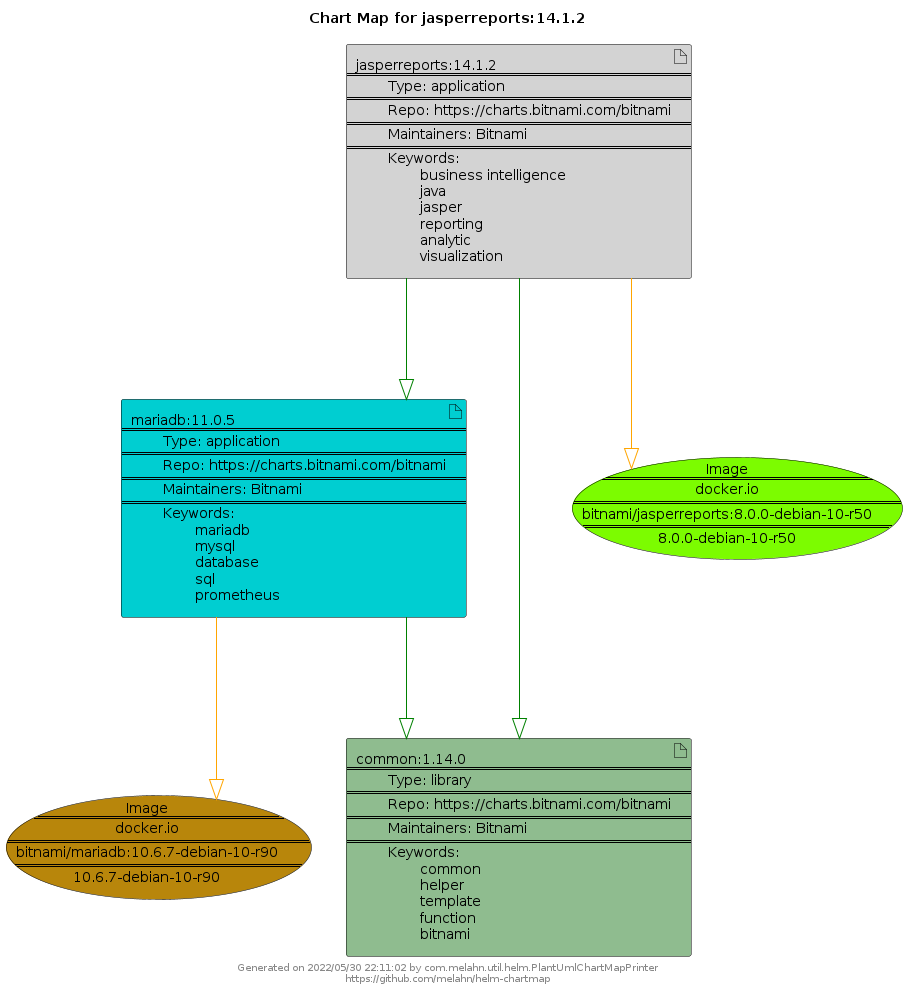 Chart Map for jasperreports:14.1.2
jasperreports:14.1.2
Type: application
Repo: https://charts.bitnami.com/bitnami
Maintainers: Bitnami
Keywords:
business intelligence
java
jasper
reporting
analytic
visualization
mariadb:11.0.5
Type: application
Repo: https://charts.bitnami.com/bitnami
Maintainers: Bitnami
Keywords:
mariadb
mysql
database
sql
prometheus
Image
docker.io
bitnami/jasperreports:8.0.0-debian-10-r50
8.0.0-debian-10-r50
Image
docker.io
bitnami/mariadb:10.6.7-debian-10-r90
10.6.7-debian-10-r90
common:1.14.0
Type: library
Repo: https://charts.bitnami.com/bitnami
Maintainers: Bitnami
Keywords:
common
helper
template
function
bitnami
Generated on 2022/05/30 22:11:02 by com.melahn.util.helm.PlantUmlChartMapPrinter
https://github.com/melahn/helm-chartmap